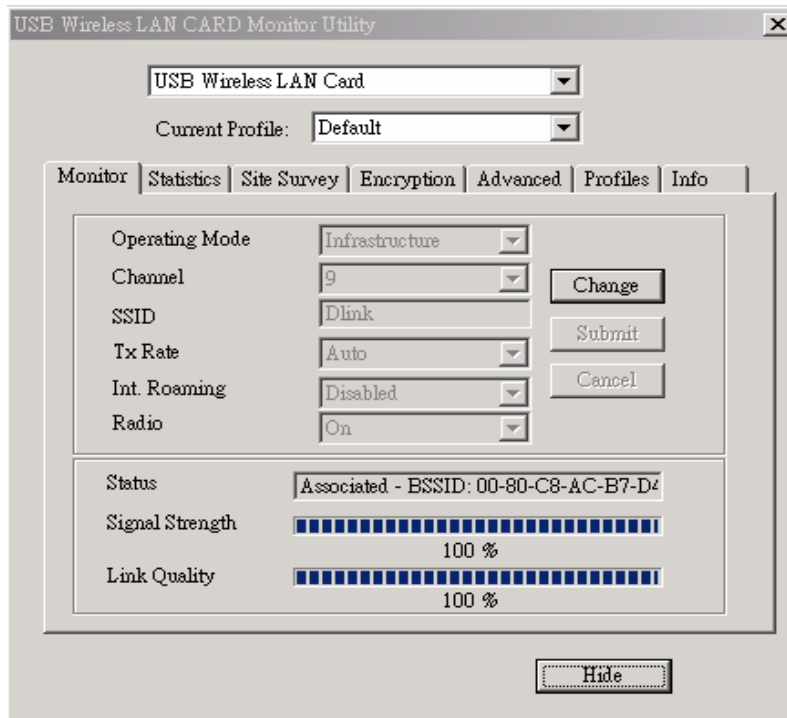 USB Wireless LAN CARD Monitor Utility
USB Wireless LAN Card
Current Profile: Default
Monitor Statistics Site Survey Encryption Advanced Profiles Info
Operating Mode Infrastructure
Channel 9
Change
SSID Dlink
Submit
Tx Rate Auto
Cancel
Int. Roaming Disabled
Radio On
Status Associated - BSSID: 00-80-C8-AC-B7-D4
Signal Strength
100 %
Link Quality
100 %
Hide